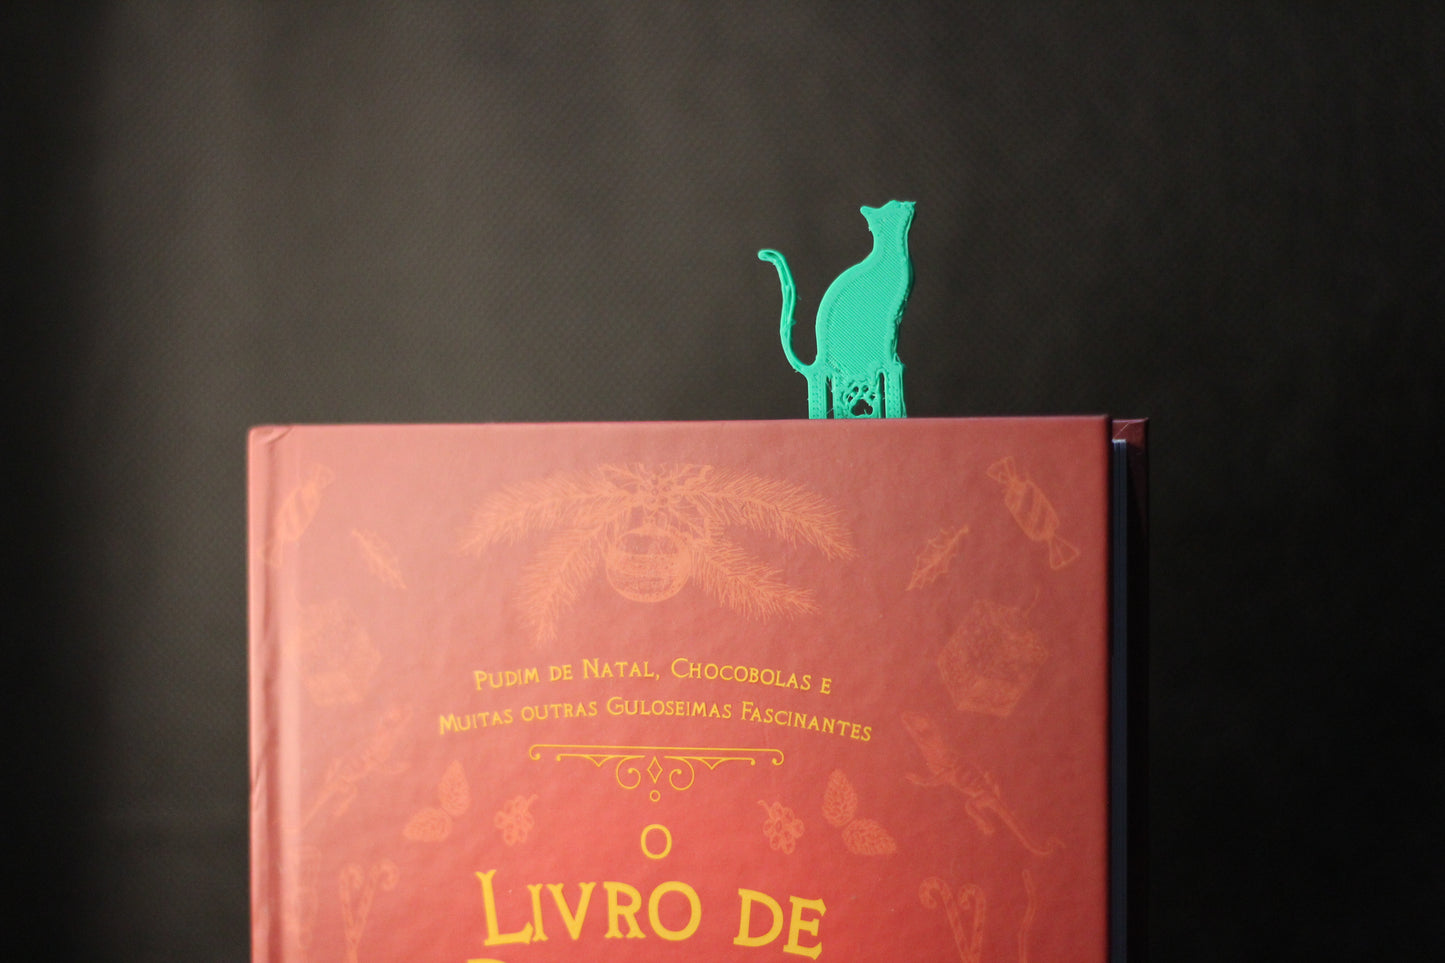 Pudim de Natal, Chocobolas e
Muitas outras Guloseimas Fascinantes
O
Livro de